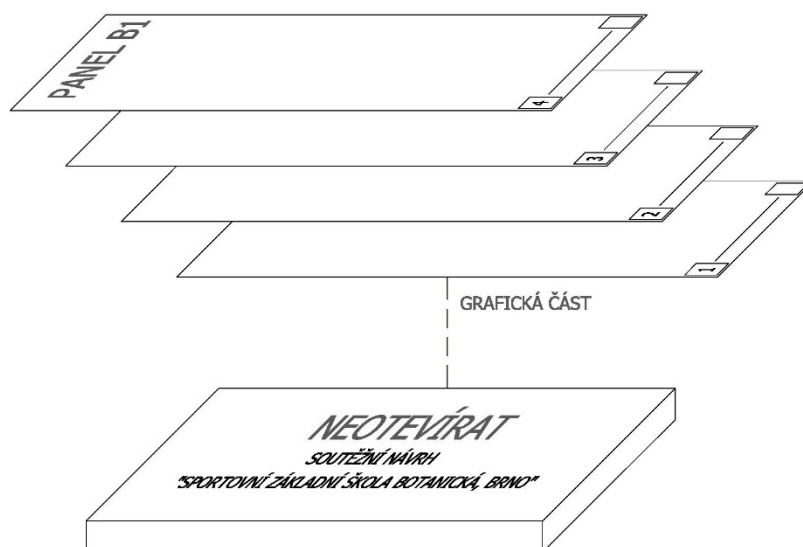 PANEL B1
4
3
2
1
GRAFICKÁ ČÁST
NEOTEVÍRAT
SOUTĚŽNÍ NÁVRH
"SPORTOVNÍ ZÁKLADNÍ ŠKOLA BOTANICKÁ, BRNO"